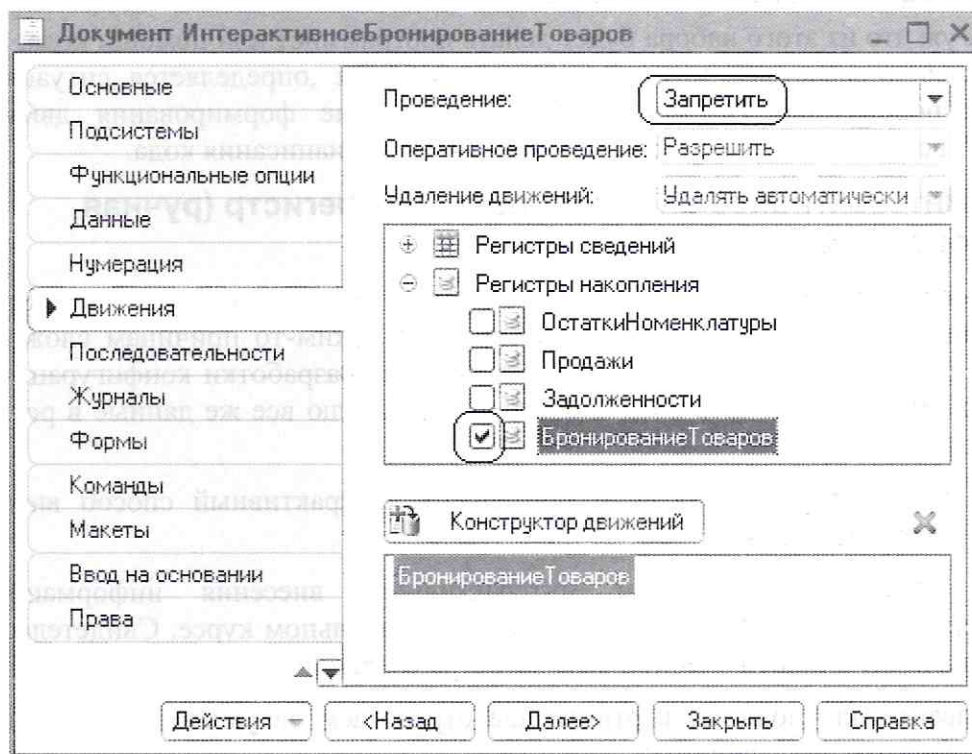 Документ ИнтерактивноеБронированиеТоваров
Основные
Подсистемы
Функциональные опции
Данные
Нумерация
Движения
Последовательности
Журналы
Формы
Команды
Макеты
Ввод на основании
Права
Проведение: Запретить
Оперативное проведение: Разрешить
Удаление движений: Удалять автоматически
Регистры сведений
Регистры накопления
ОстаткиНоменклатуры
Продажи
Задолженности
БронированиеТоваров
Конструктор движений
БронированиеТоваров
Действия <Назад Далее> Закрыть Справка